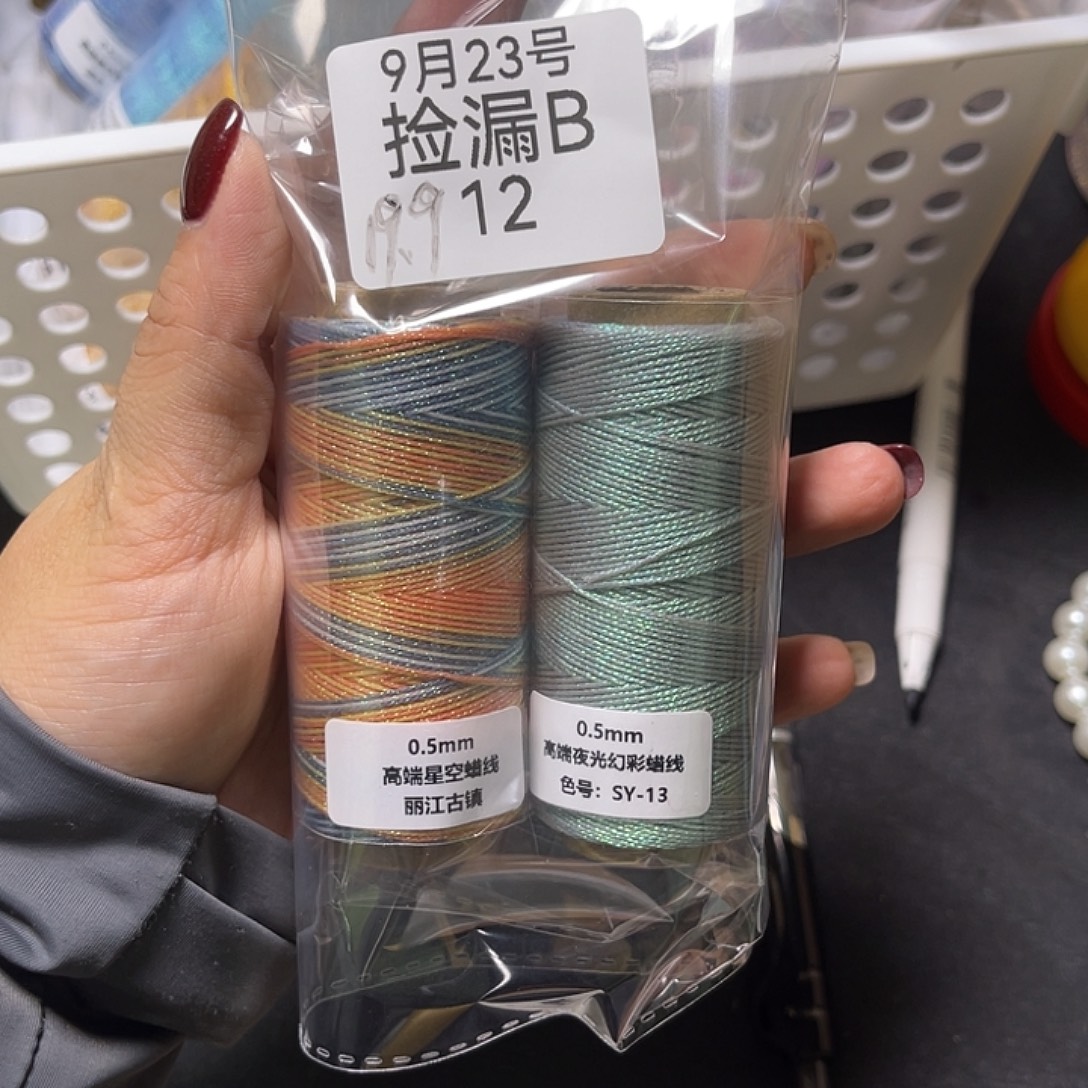 9月23号
捡漏B
12
19.9
0.5mm
高端星空蜡线
丽江古镇
0.5mm
高端夜光幻彩蜡线
色号：SY-13